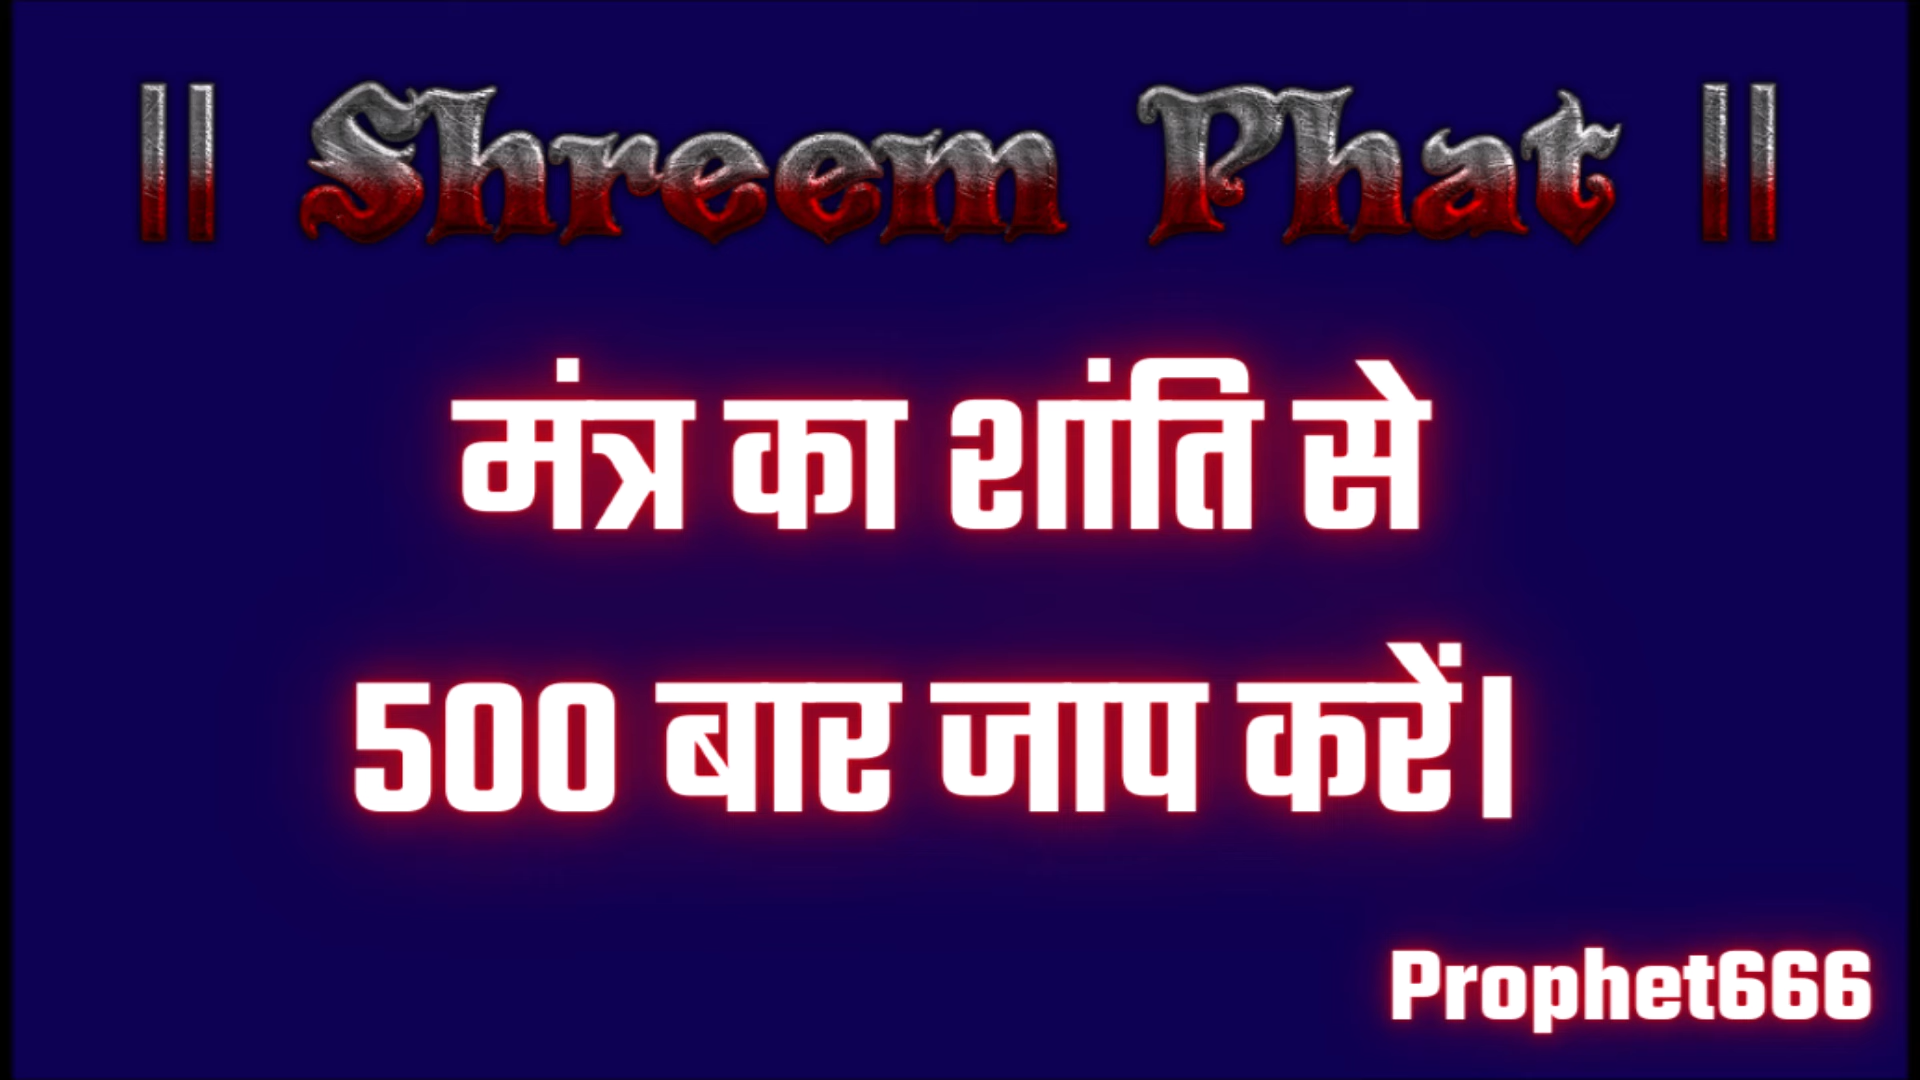 || Shreem Phat ||
मंत्र का शांति से
500 बार जाप करें।
Prophet666